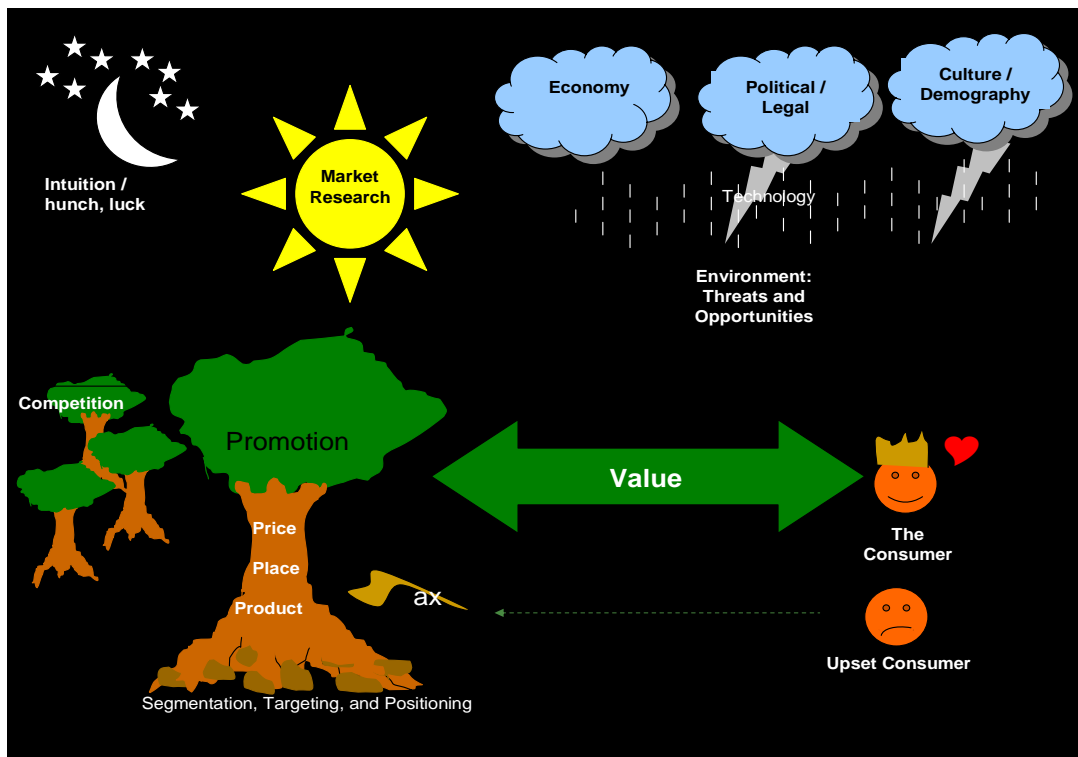 Intuition /
hunch, luck
Market
Research
Economy
Political /
Legal
Culture /
Demography
Technology
Environment:
Threats and
Opportunities
Competition
Promotion
Price
Place
Product
ax
Segmentation, Targeting, and Positioning
Value
The
Consumer
Upset Consumer